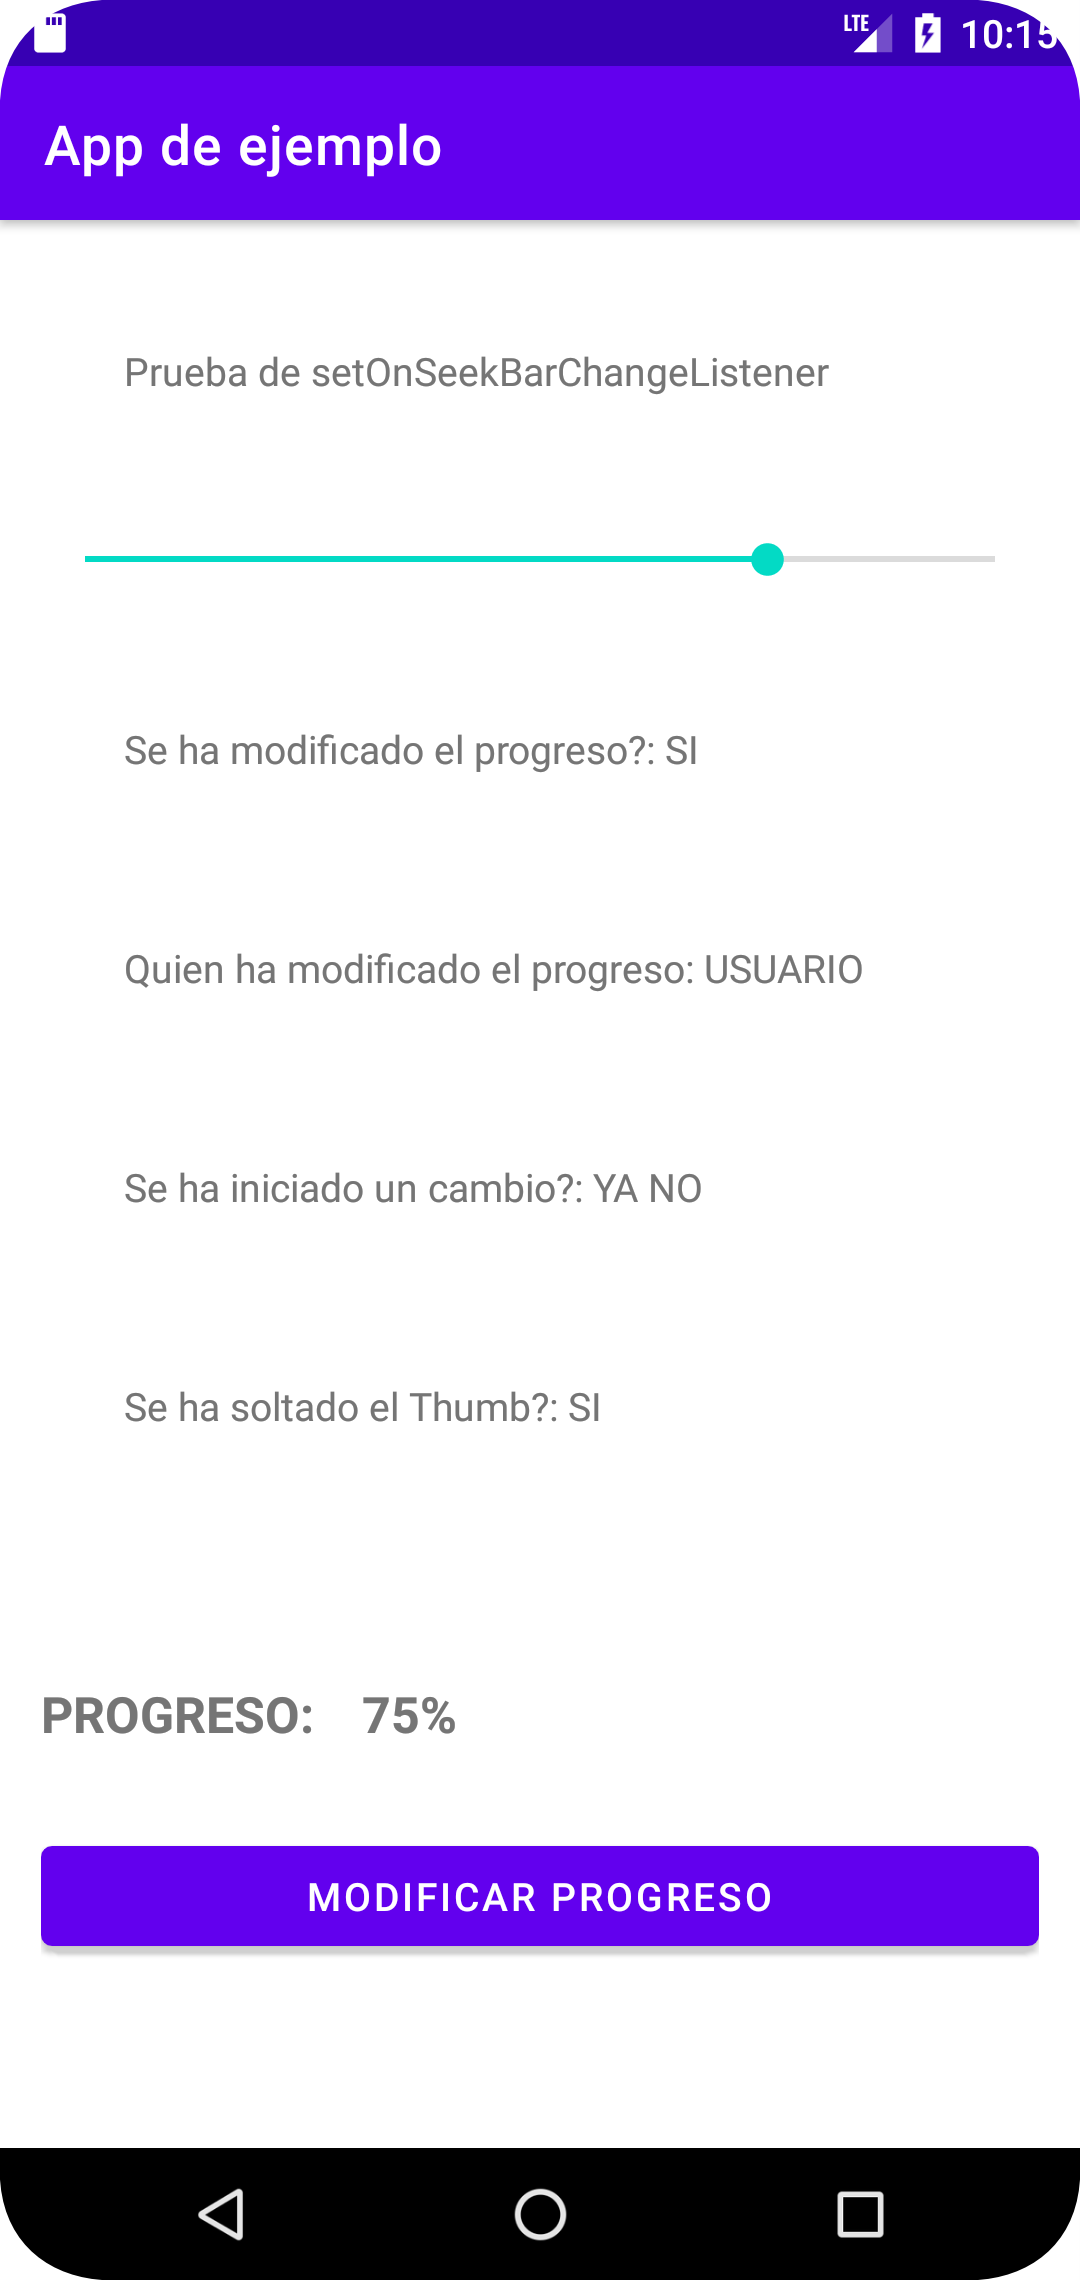 LTE 10:15
App de ejemplo
Prueba de setOnSeekBarChangeListener
Se ha modificado el progreso?: SI
Quien ha modificado el progreso: USUARIO
Se ha iniciado un cambio?: YA NO
Se ha soltado el Thumb?: SI
PROGRESO: 75%
MODIFICAR PROGRESO